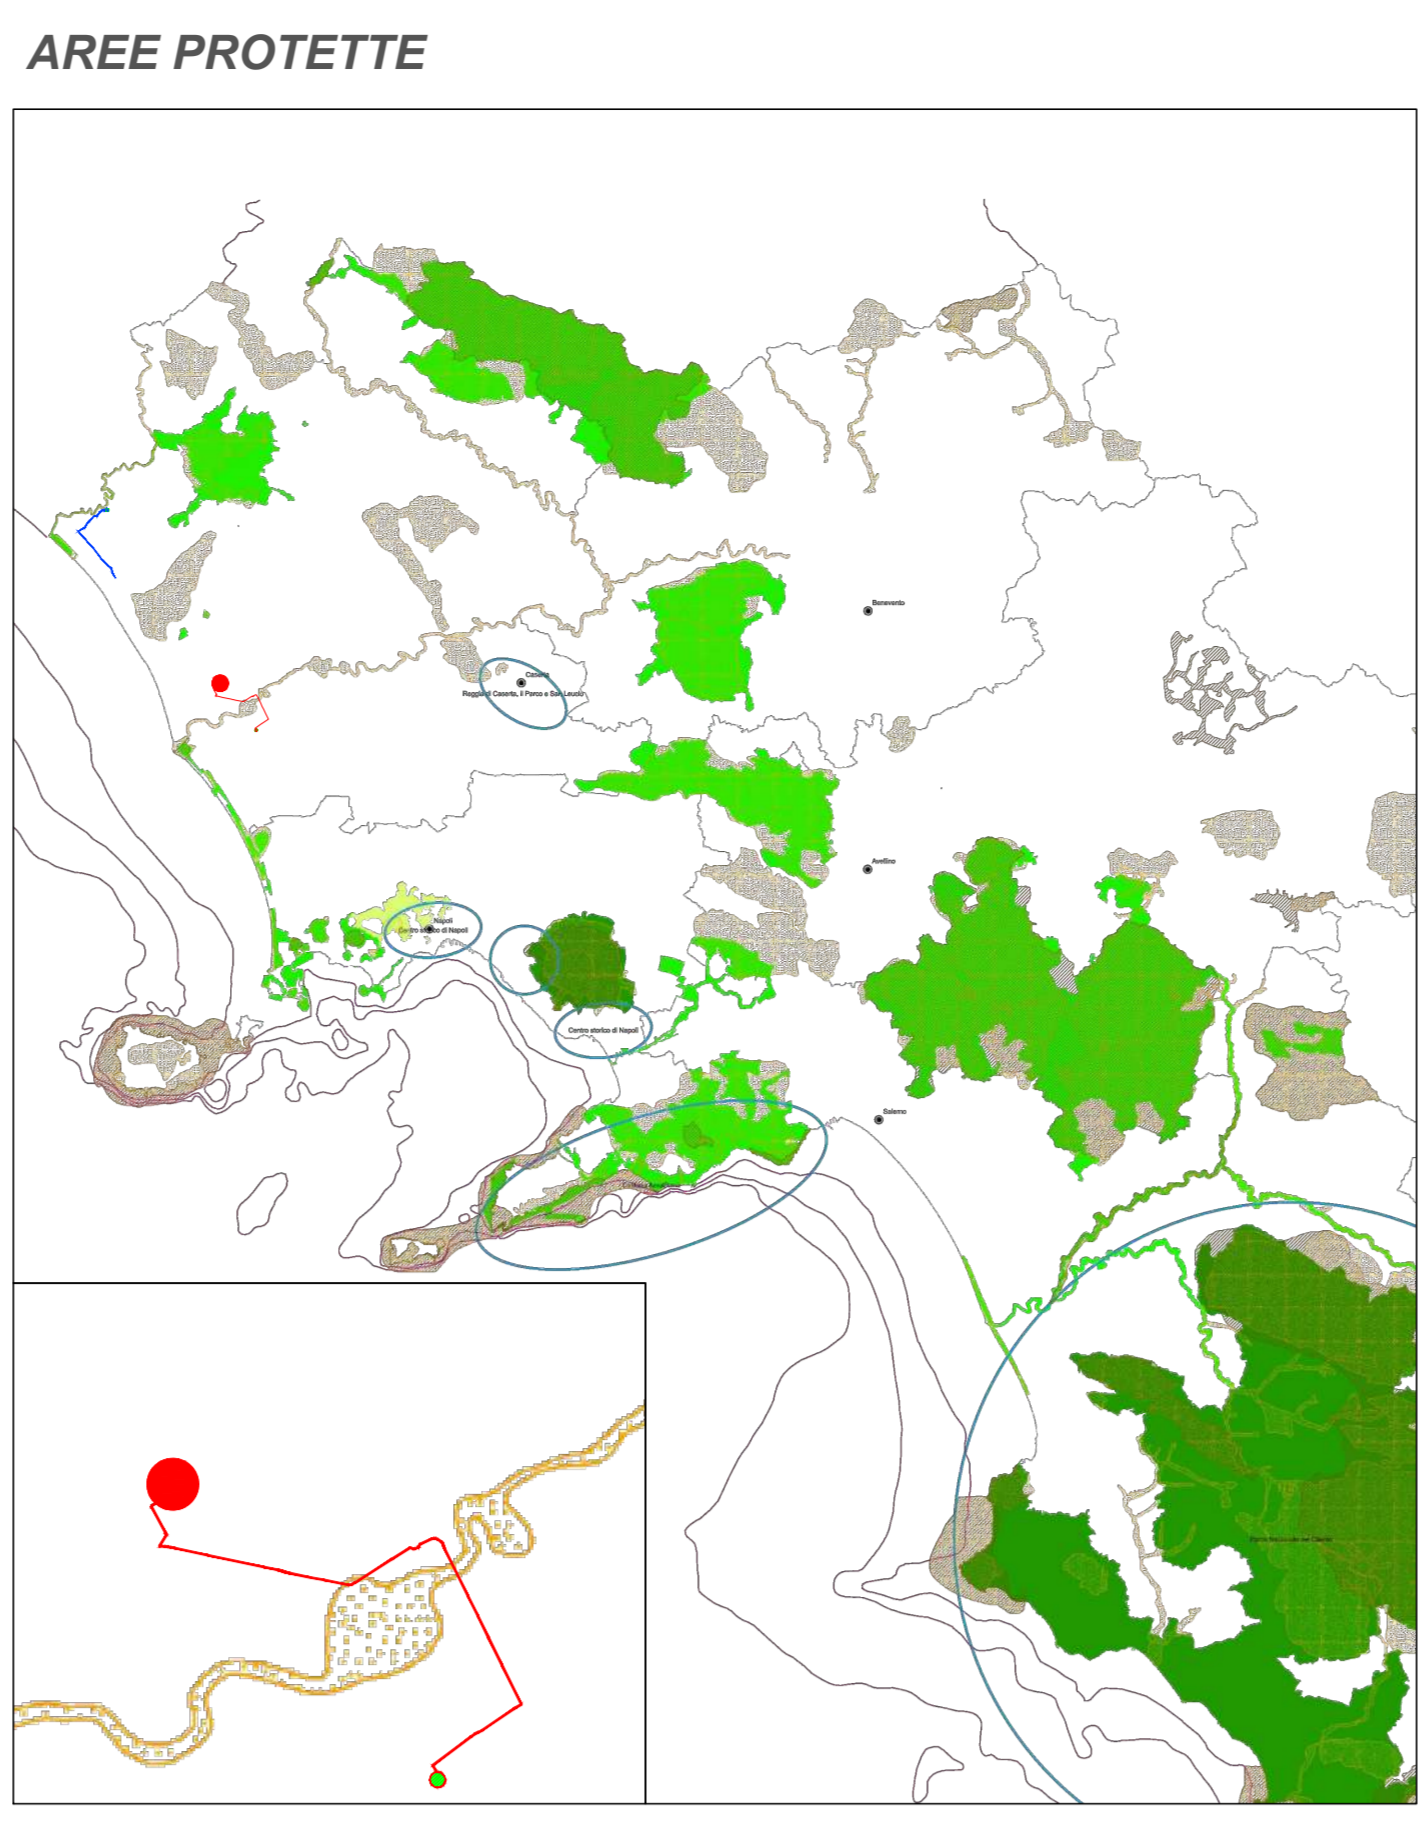 AREE PROTETTE
Benevento
Caserta
Reggia di Caserta, il Parco e San Leucio
Avellino
Napoli
Centro storico di Napoli
Centro storico di Napoli
Salerno